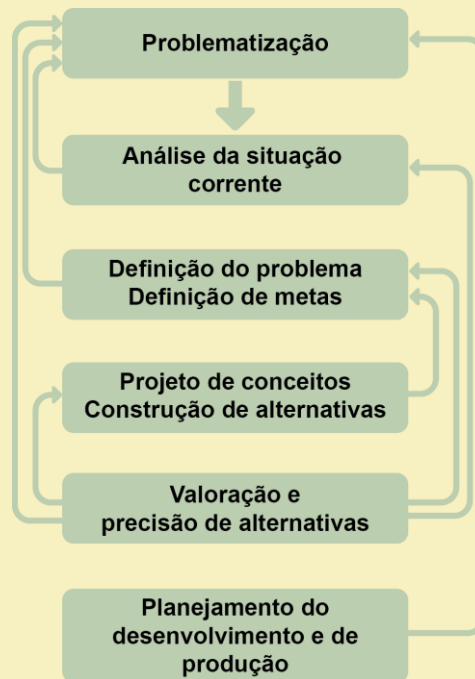 Problematização
Análise da situação
corrente
Definição do problema
Definição de metas
Projeto de conceitos
Construção de alternativas
Valoração e
precisão de alternativas
Planejamento do
desenvolvimento e de
produção